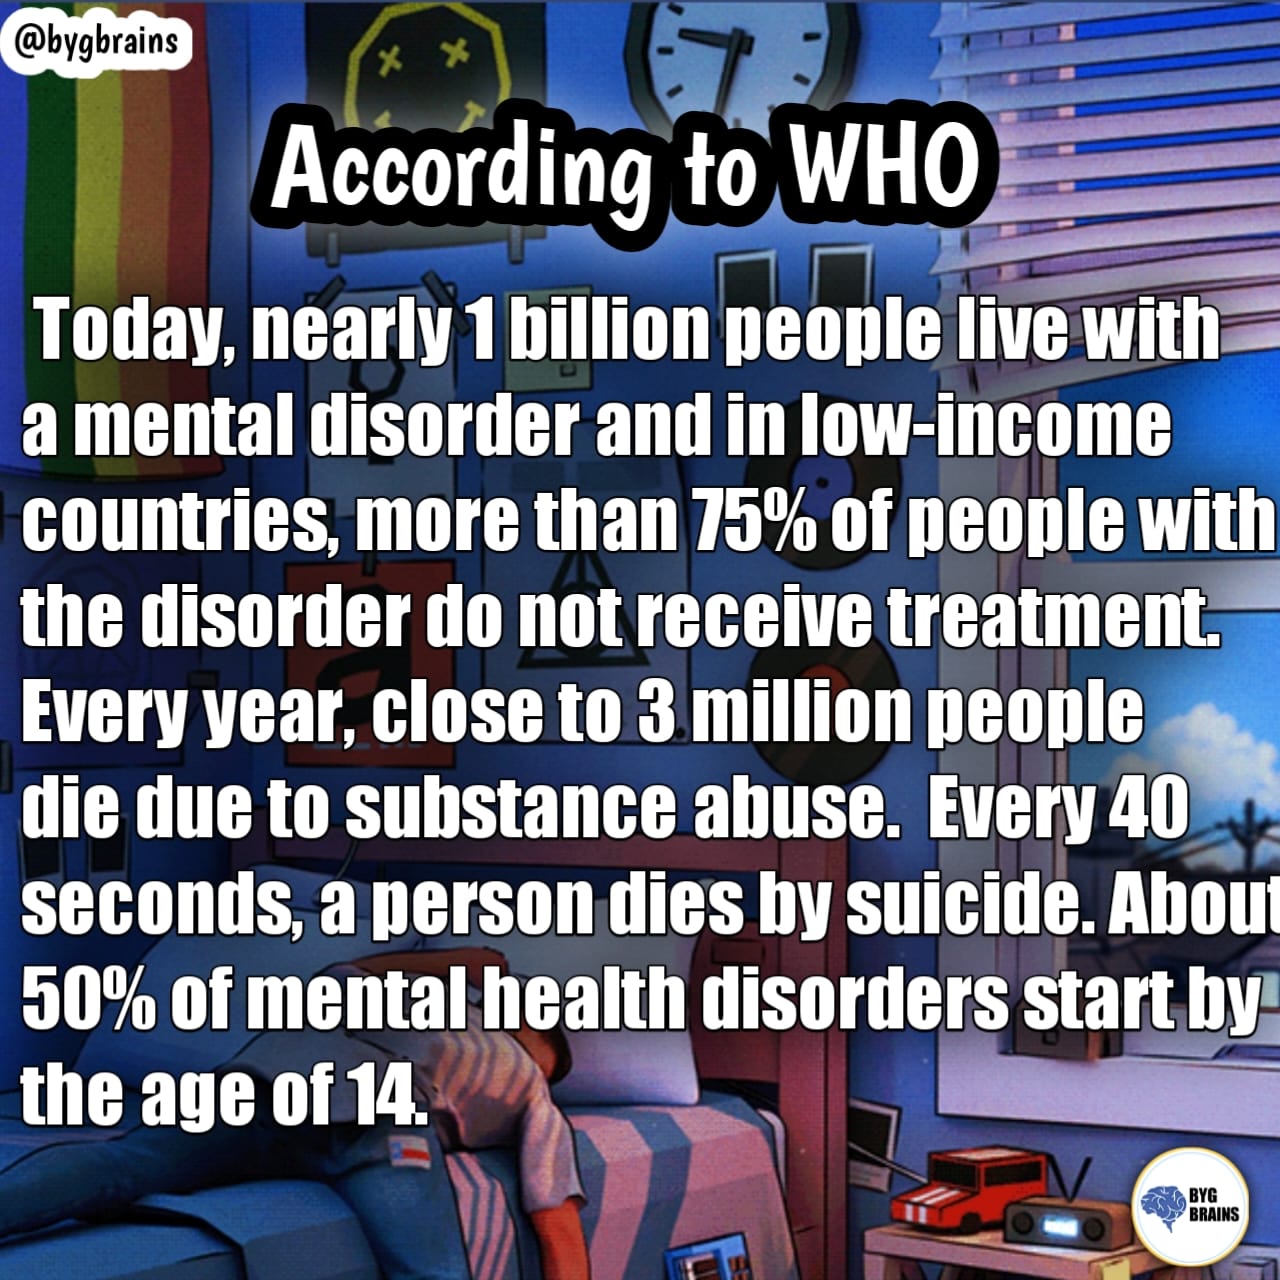 @bygbrains
According to WHO
Today, nearly 1 billion people live with
a mental disorder and in low-income
countries, more than 75% of people with
the disorder do not receive treatment.
Every year, close to 3 million people
die due to substance abuse. Every 40
seconds, a person dies by suicide. About
50% of mental health disorders start by
the age of 14.
BYG
BRAINS